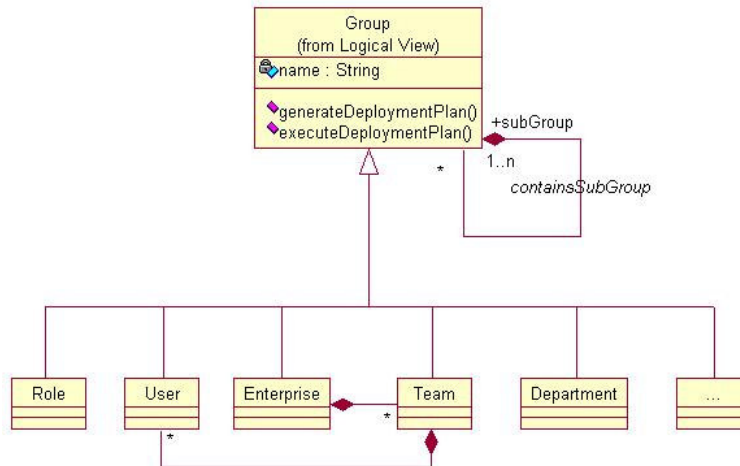 Group
(from Logical View)
name : String
generateDeploymentPlan()
executeDeploymentPlan()
+subGroup
1..n
*
containsSubGroup
Role
User
Enterprise
Team
Department
...
*
*